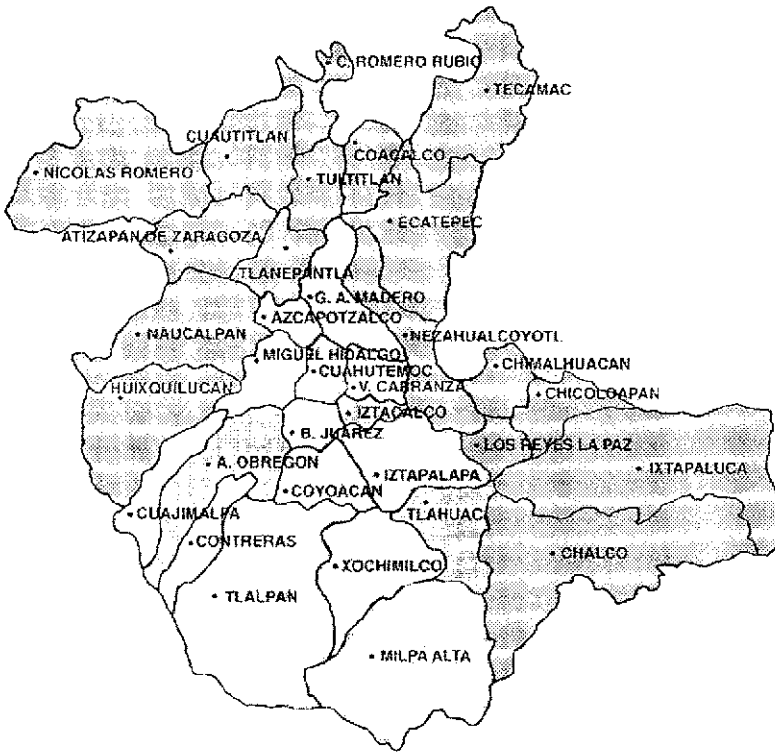 C. ROMERO RUBIO
TECAMAC
CUAUTITLAN
COACALCO
NICOLAS ROMERO
TULTITLAN
ECATEPEC
ATIZAPAN DE ZARAGOZA
TLANEPANTLA
G. A. MADERO
AZCAPOTZALCO
NAUCALPAN
NEZAHUALCOYOTL
MIGUEL HIDALGO
CHIMALHUACAN
CUAHUTEMOC
HUIXQUILUCAN
V. CARRANZA
CHICOLOAPAN
IZTACALCO
B. JUAREZ
LOS REYES LA PAZ
A. OBREGON
IXTAPALUCA
IZTAPALAPA
COYOACAN
CUAJIMALPA
TLAHUAC
CONTRERAS
CHALCO
XOCHIMILCO
TLALPAN
MILPA ALTA